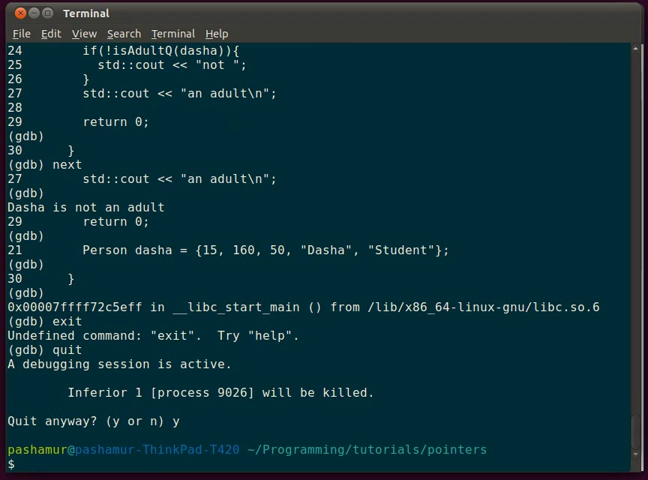 Terminal
File Edit View Search Terminal Help
24         if(!isAdultQ(dasha)){
25           std::cout << "not ";
26         }
27         std::cout << "an adult\n";
28
29         return 0;
(gdb)
30       }
(gdb) next
27         std::cout << "an adult\n";
(gdb)
Dasha is not an adult
29         return 0;
(gdb)
21         Person dasha = {15, 160, 50, "Dasha", "Student"};
(gdb)
30       }
(gdb)
0x00007ffff72c5eff in __libc_start_main () from /lib/x86_64-linux-gnu/libc.so.6
(gdb) exit
Undefined command: "exit".  Try "help".
(gdb) quit
A debugging session is active.
        Inferior 1 [process 9026] will be killed.
Quit anyway? (y or n) y
pashamur@pashamur-ThinkPad-T420 ~/Programming/tutorials/pointers
$